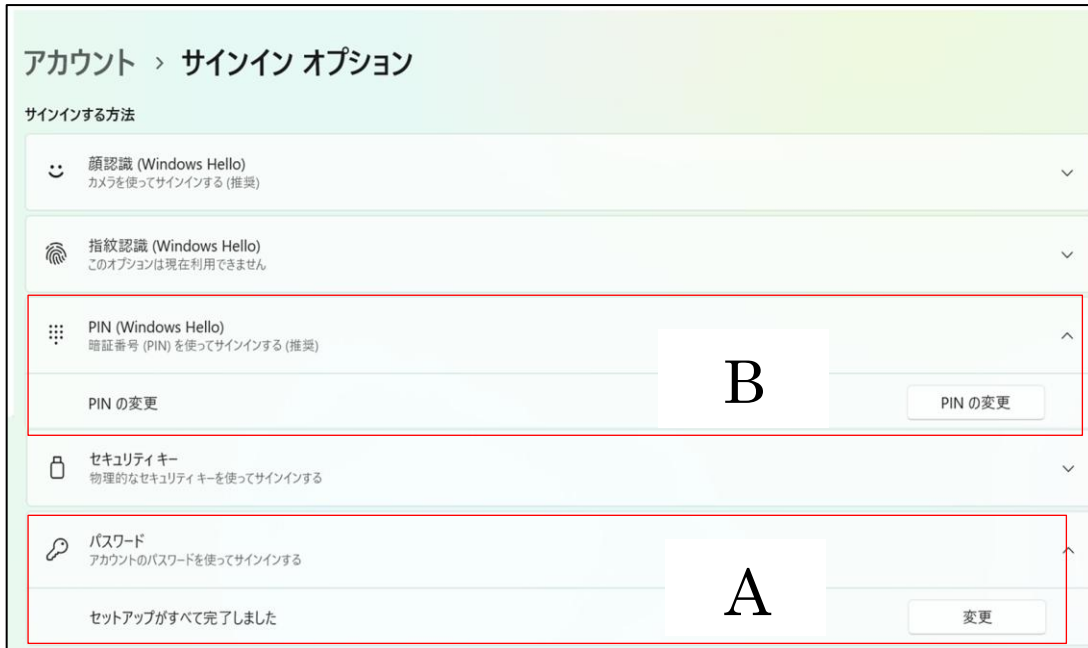 アカウント › サインイン オプション
サインインする方法
顔認識 (Windows Hello)
カメラを使ってサインインする (推奨)
指紋認識 (Windows Hello)
このオプションは現在利用できません
PIN (Windows Hello)
暗証番号 (PIN) を使ってサインインする (推奨)
B
PIN の変更 PIN の変更
セキュリティ キー
物理的なセキュリティ キーを使ってサインインする
パスワード
アカウントのパスワードを使ってサインインする
A
セットアップがすべて完了しました 変更